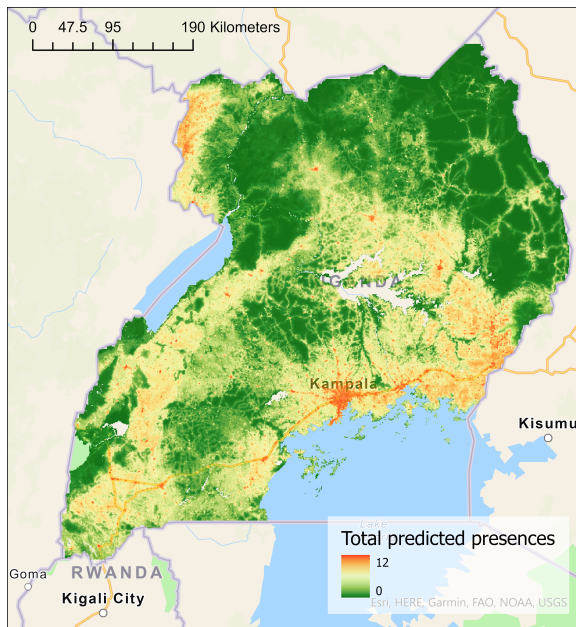 0 47.5 95 190 Kilometers
UGANDA
Kampala
Kisumu
Lake
Total predicted presences
12
0
Esri, HERE, Garmin, FAO, NOAA, USGS
Goma
RWANDA
Kigali City